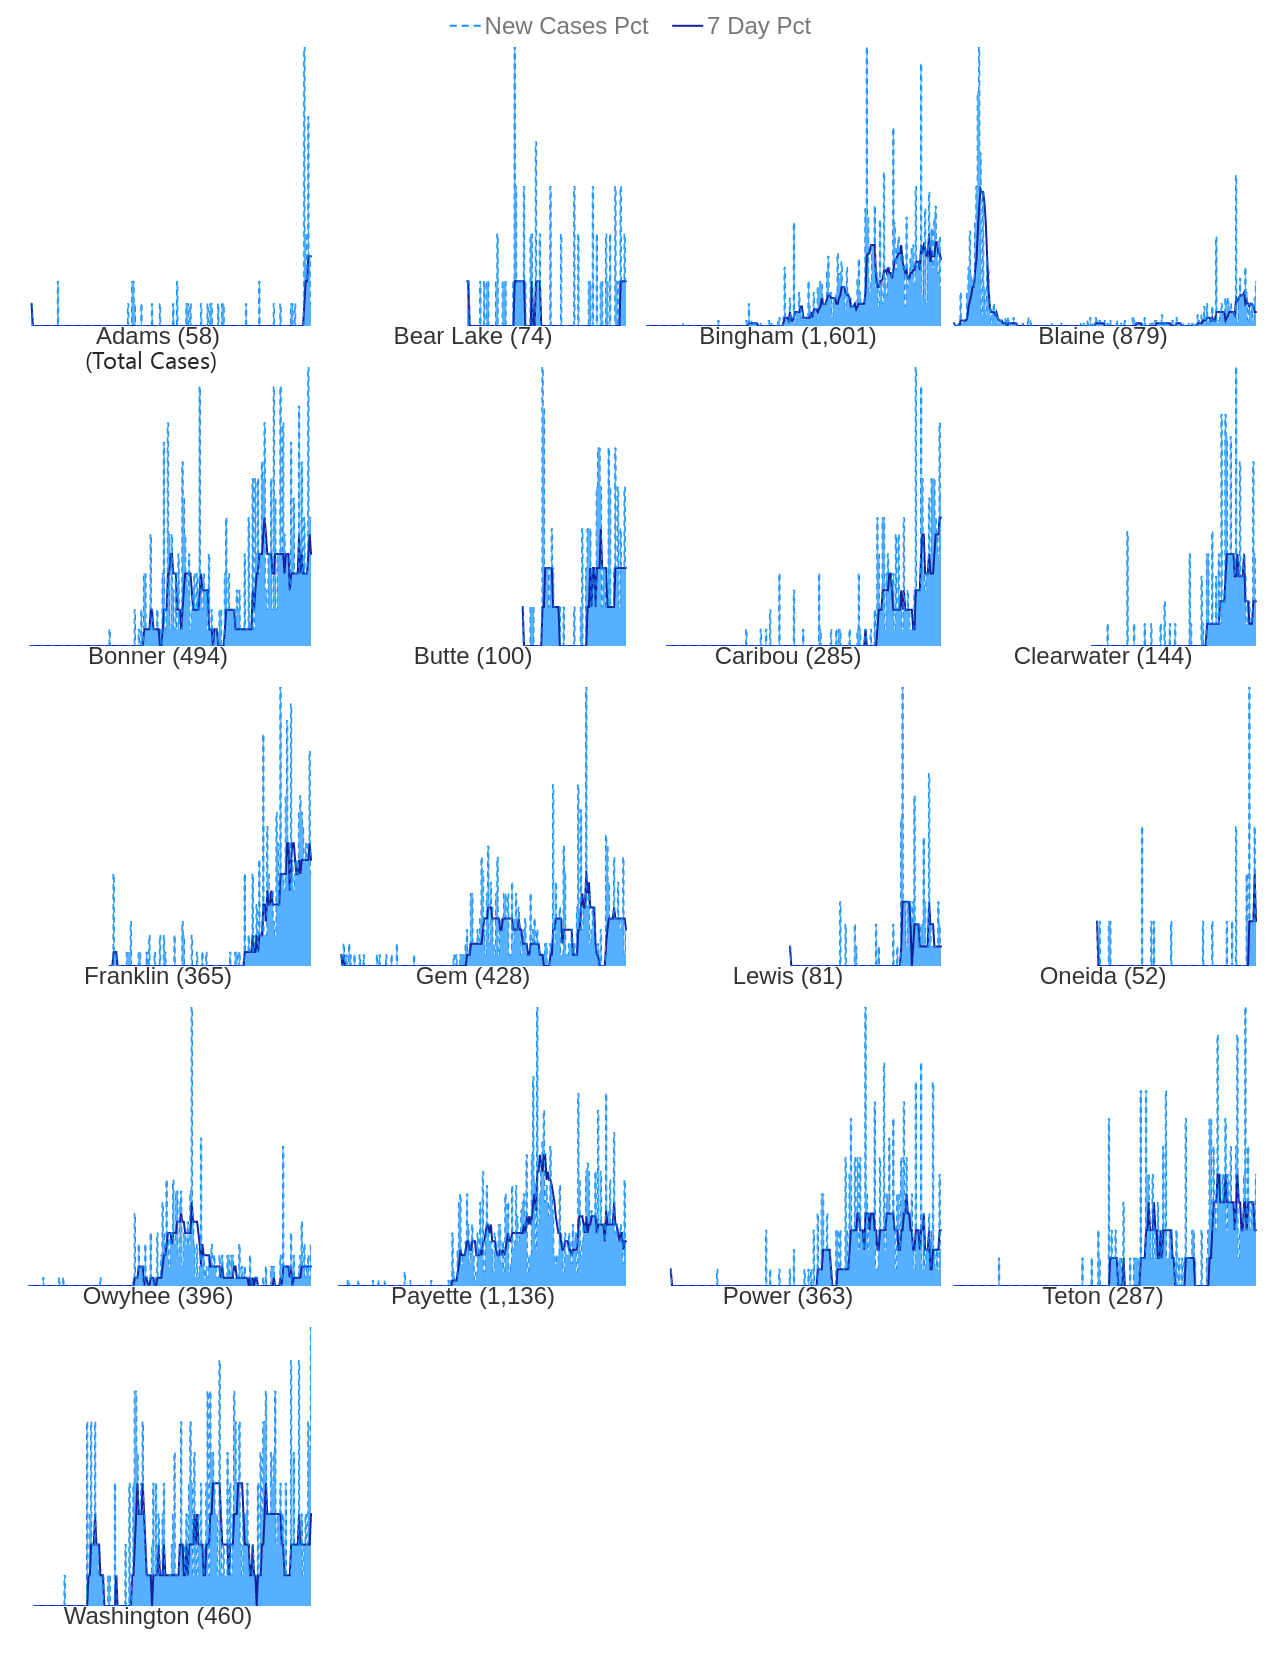 New Cases Pct 7 Day Pct
Adams (58) Bear Lake (74) Bingham (1,601) Blaine (879)
(Total Cases)
Bonner (494) Butte (100) Caribou (285) Clearwater (144)
Franklin (365) Gem (428) Lewis (81) Oneida (52)
Owyhee (396) Payette (1,136) Power (363) Teton (287)
Washington (460)